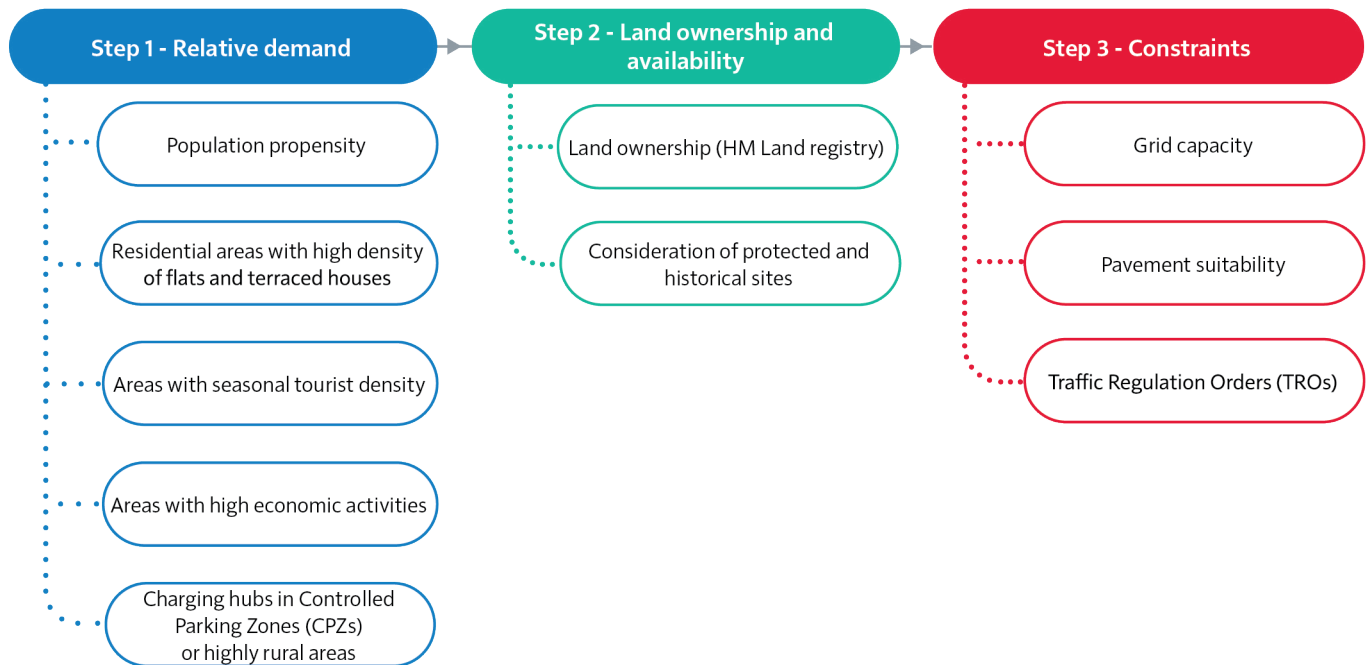 Step 1 - Relative demand
Population propensity
Residential areas with high density
of flats and terraced houses
Areas with seasonal tourist density
Areas with high economic activities
Charging hubs in Controlled
Parking Zones (CPZs)
or highly rural areas
Step 2 - Land ownership and
availability
Land ownership (HM Land registry)
Consideration of protected and
historical sites
Step 3 - Constraints
Grid capacity
Pavement suitability
Traffic Regulation Orders (TROs)